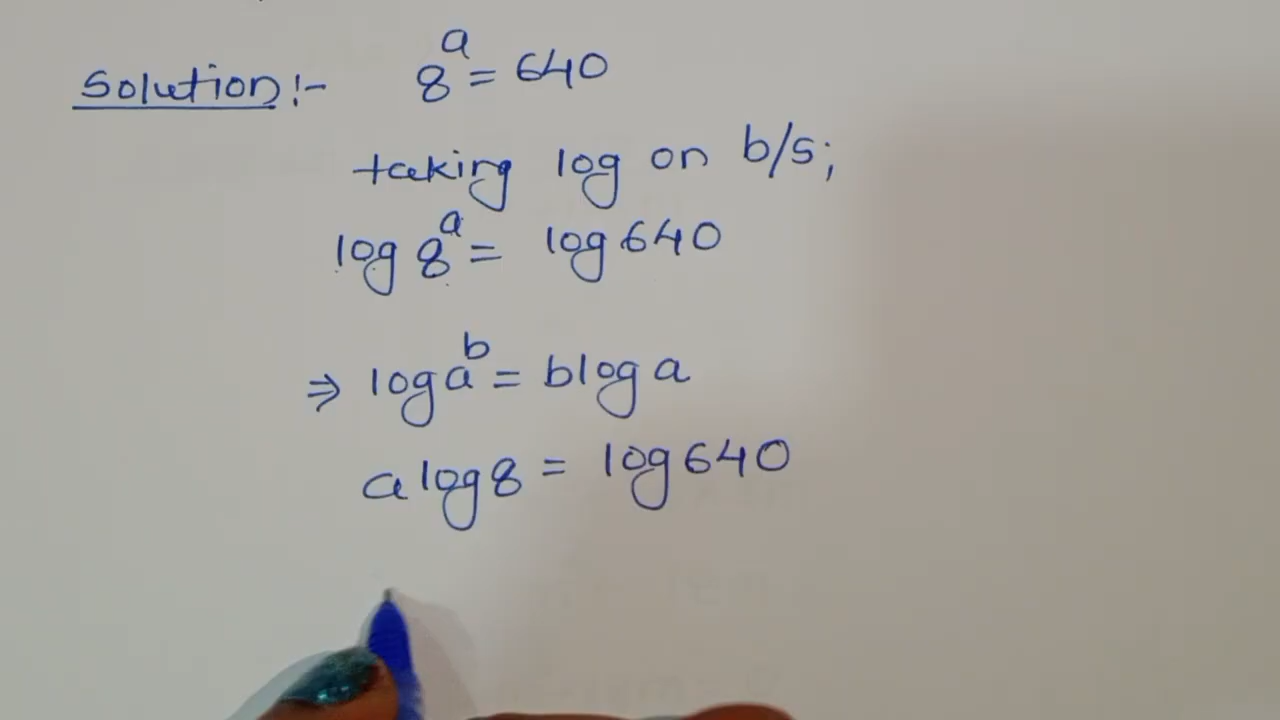 Solution:- 8^a = 640
taking log on b/s;
log 8^a = log 640
⇒ log a^b = b log a
a log 8 = log 640